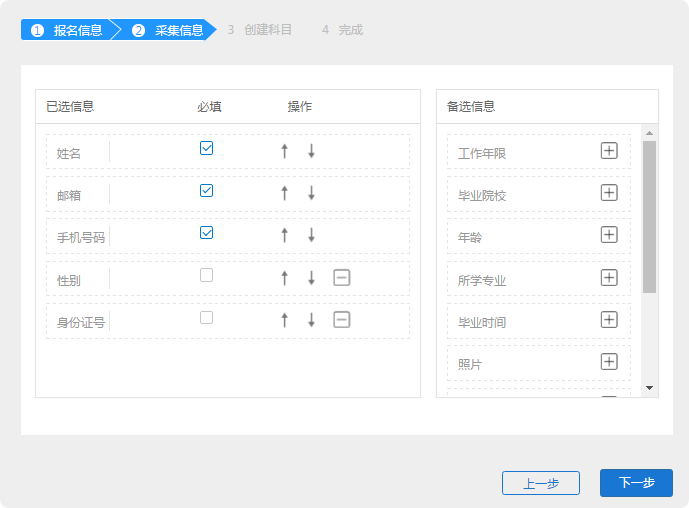 1 报名信息 2 采集信息 3 创建科目 4 完成
已选信息 必填 操作
姓名
邮箱
手机号码
性别
身份证号
备选信息
工作年限
毕业院校
年龄
所学专业
毕业时间
照片
上一步 下一步